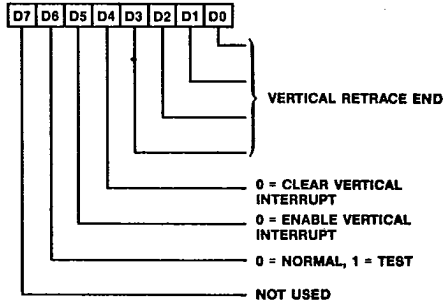 D7 D6 D5 D4 D3 D2 D1 D0
VERTICAL RETRACE END
0 = CLEAR VERTICAL
INTERRUPT
0 = ENABLE VERTICAL
INTERRUPT
0 = NORMAL, 1 = TEST
NOT USED